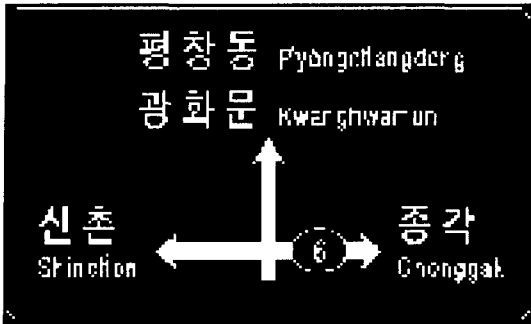 평창동 Pyongchangdong
광화문 Kwanghwamun
신촌 6 종각
Shinchon Chonggak